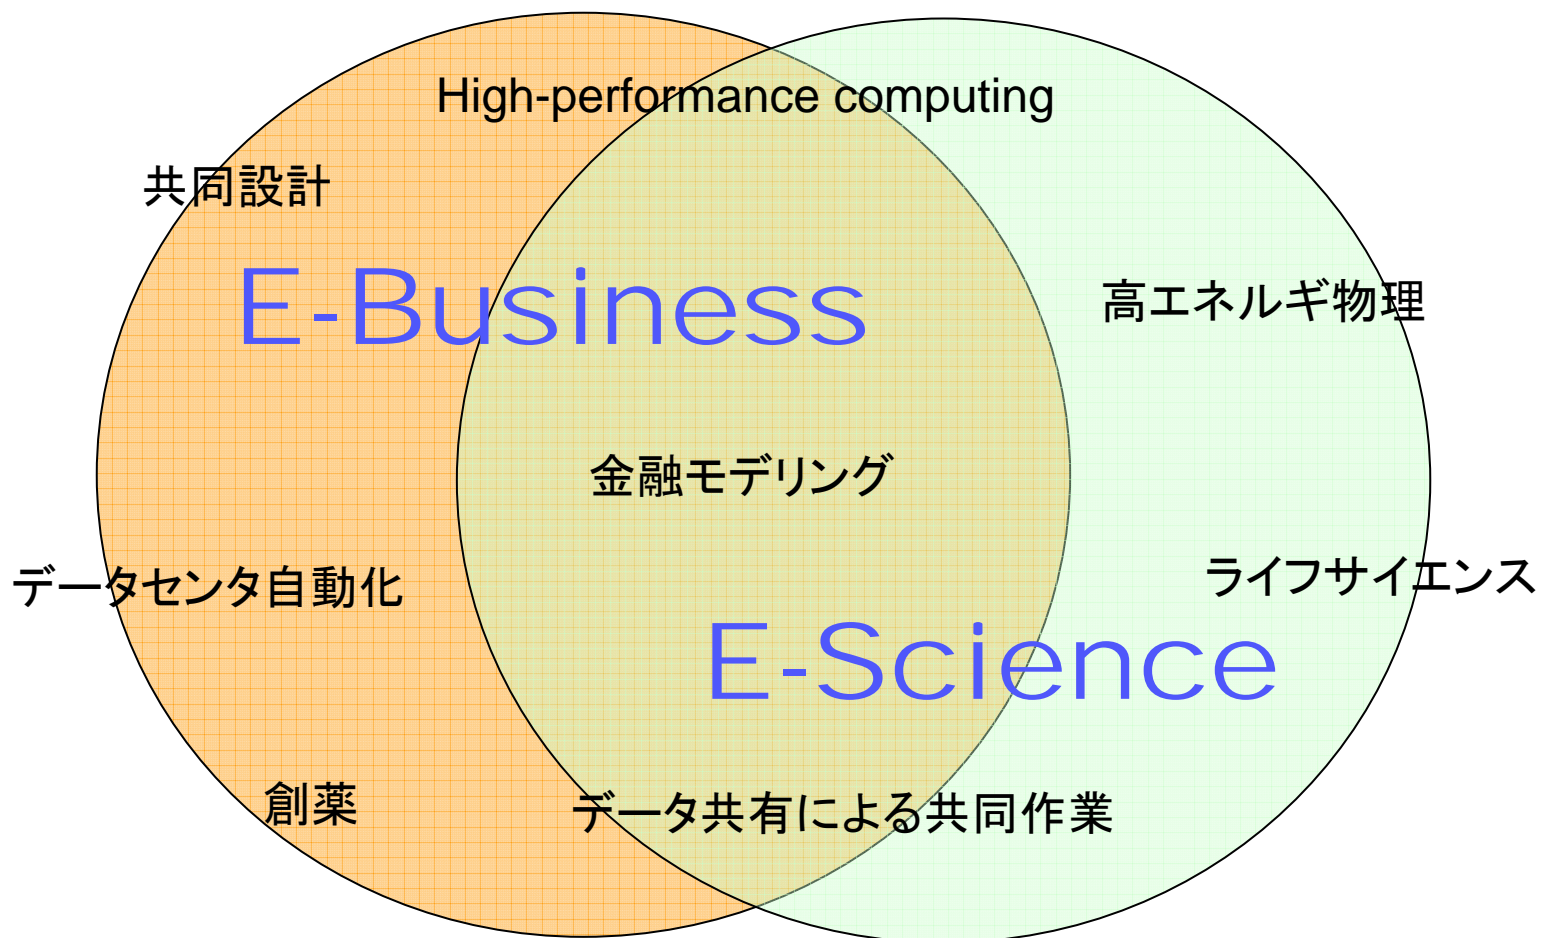 High-performance computing
共同設計
E-Business
高エネルギ物理
金融モデリング
データセンタ自動化
ライフサイエンス
E-Science
創薬
データ共有による共同作業